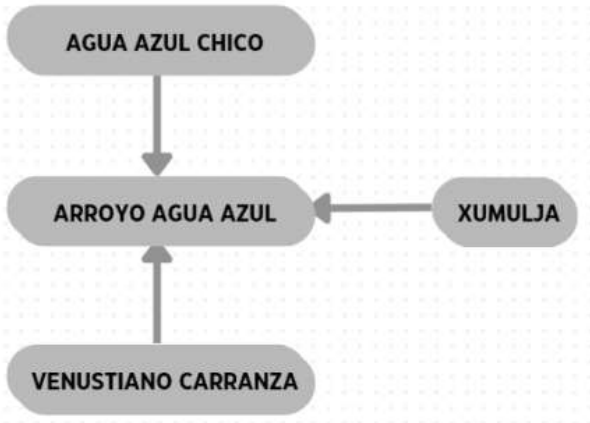 AGUA AZUL CHICO
ARROYO AGUA AZUL
XUMULJA
VENUSTIANO CARRANZA